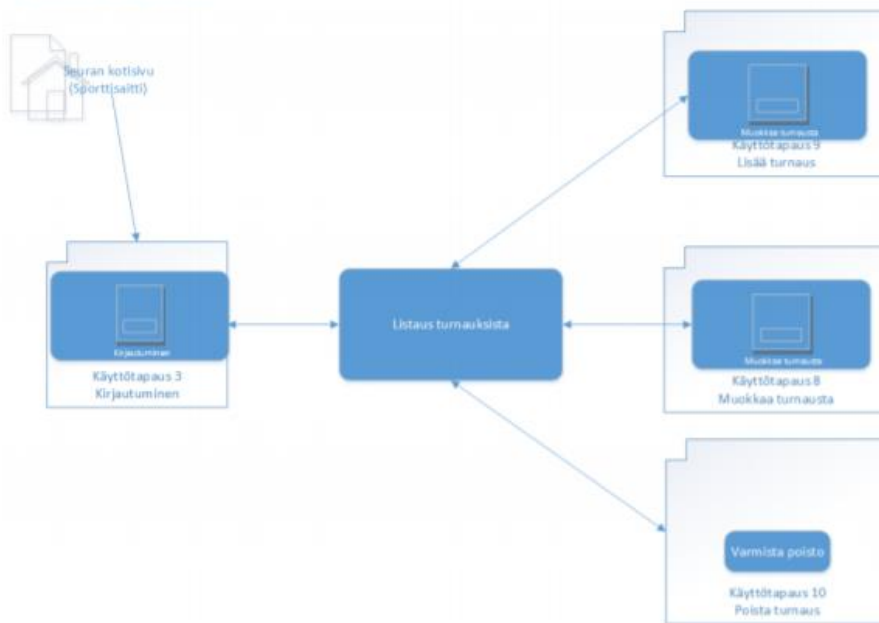 Seuran kotisivu
(Sporttisaitti)
Kirjautuminen
Käyttötapaus 3
Kirjautuminen
Listaus turnauksista
Muokkaa turnausta
Käyttötapaus 9
Lisää turnaus
Muokkaa turnausta
Käyttötapaus 8
Muokkaa turnausta
Varmista poisto
Käyttötapaus 10
Poista turnaus